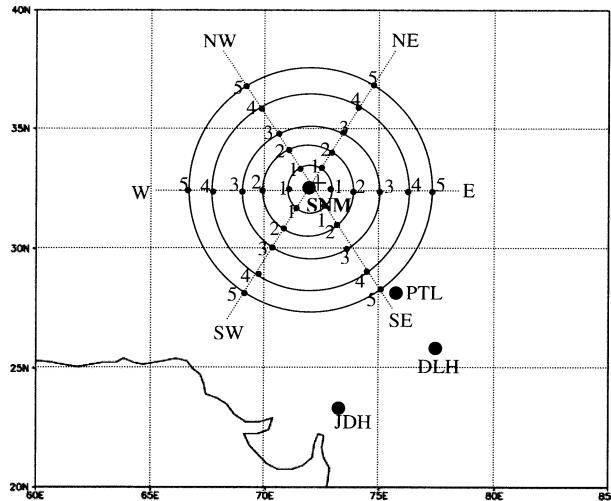 40N
NW NE
5 5
4 4
35N
3 3
2 2
1 1
W 5 4 3 2 1 1 2 3 4 5 E
SNM
1 1
2 2
3 3
30N
4 4
5 5 PTL
SW SE
DLH
25N
JDH
20N
60E 65E 70E 75E 80E 85